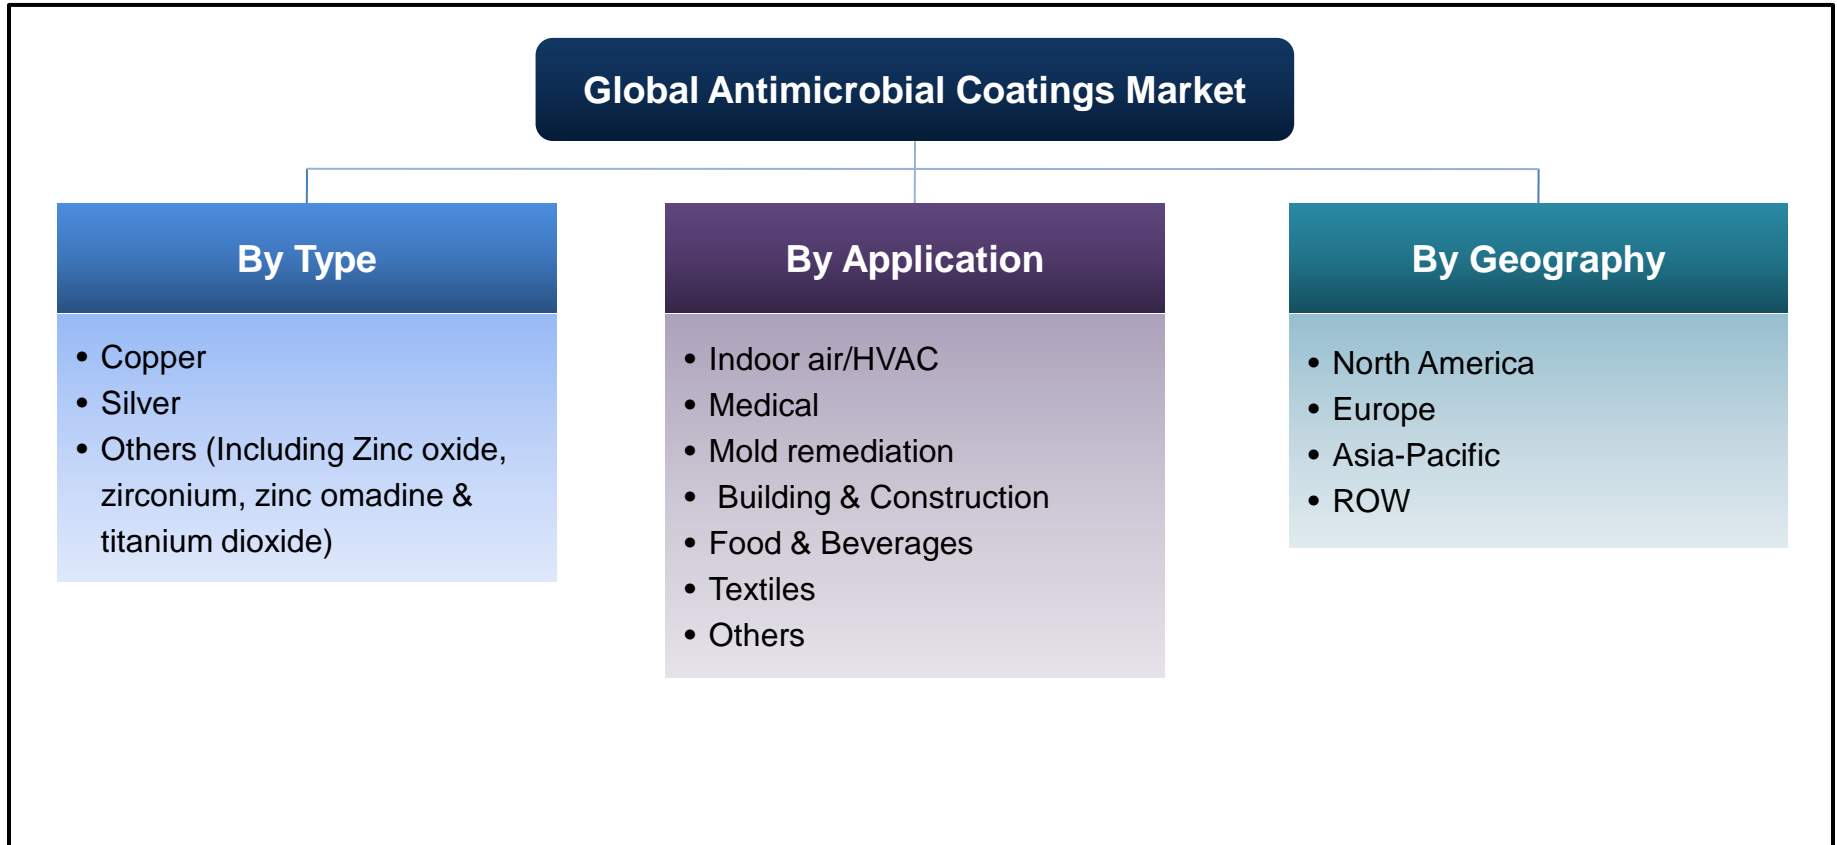 Global Antimicrobial Coatings Market
By Type
• Copper
• Silver
• Others (Including Zinc oxide,
zirconium, zinc omadine &
titanium dioxide)
By Application
• Indoor air/HVAC
• Medical
• Mold remediation
• Building & Construction
• Food & Beverages
• Textiles
• Others
By Geography
• North America
• Europe
• Asia-Pacific
• ROW